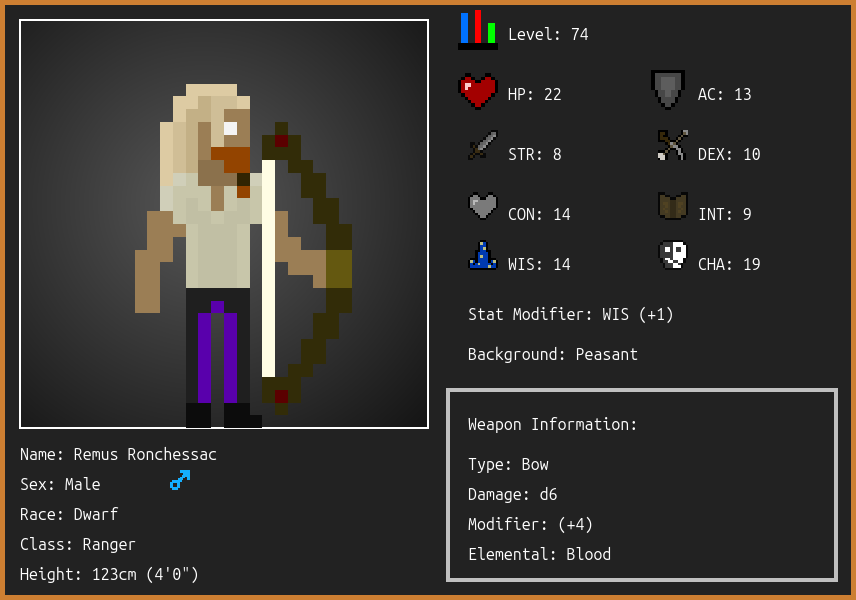 Level: 74
HP: 22
AC: 13
STR: 8
DEX: 10
CON: 14
INT: 9
WIS: 14
CHA: 19
Stat Modifier: WIS (+1)
Background: Peasant
Weapon Information:
Type: Bow
Damage: d6
Modifier: (+4)
Elemental: Blood
Name: Remus Ronchessac
Sex: Male
Race: Dwarf
Class: Ranger
Height: 123cm (4'0")